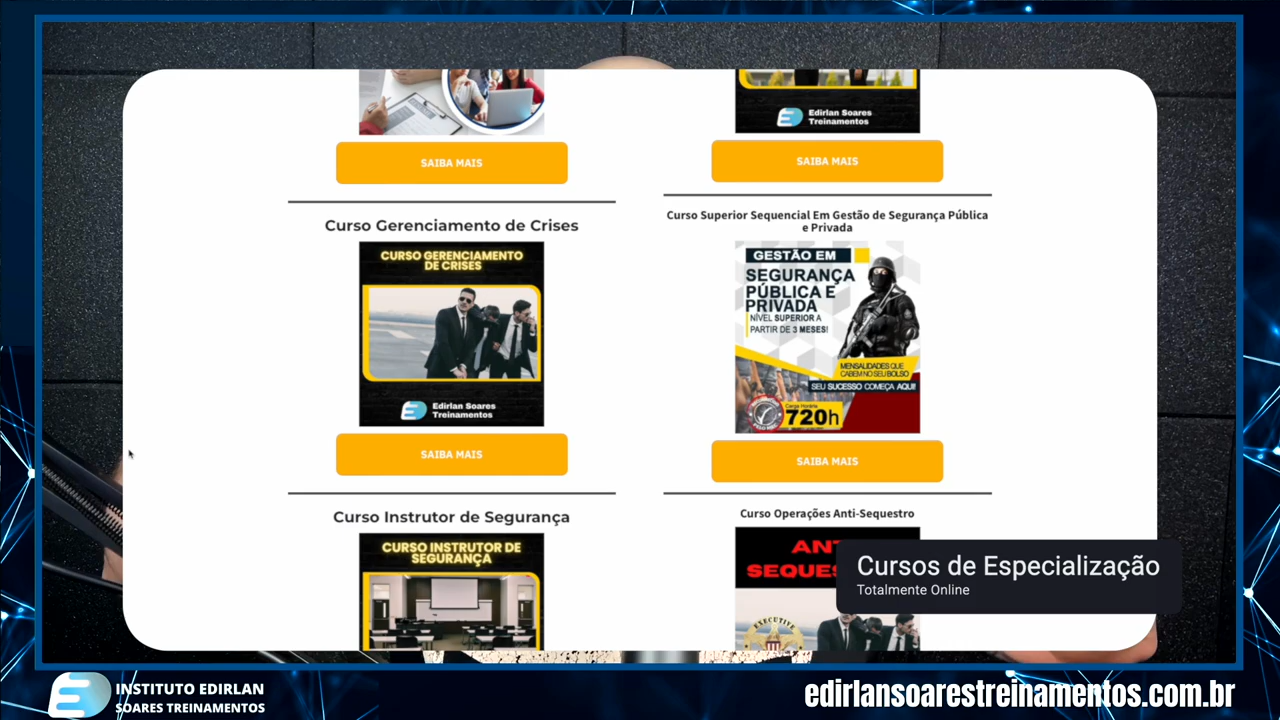 Edirlan Soares
Treinamentos
SAIBA MAIS
SAIBA MAIS
Curso Gerenciamento de Crises
CURSO GERENCIAMENTO
DE CRISES
Edirlan Soares
Treinamentos
SAIBA MAIS
Curso Superior Sequencial Em Gestão de Segurança Pública
e Privada
GESTÃO EM
SEGURANÇA
PÚBLICA E
PRIVADA
NÍVEL SUPERIOR A
PARTIR DE 3 MESES!
MENSALIDADES QUE
CABEM NO SEU BOLSO
SEU SUCESSO COMEÇA AQUI!
Carga Horária
720h
SAIBA MAIS
Curso Instrutor de Segurança
CURSO INSTRUTOR DE
SEGURANÇA
Curso Operações Anti-Sequestro
EXECUTIVE
Cursos de Especialização
Totalmente Online
INSTITUTO EDIRLAN
SOARES TREINAMENTOS
edirlansoarestreinamentos.com.br